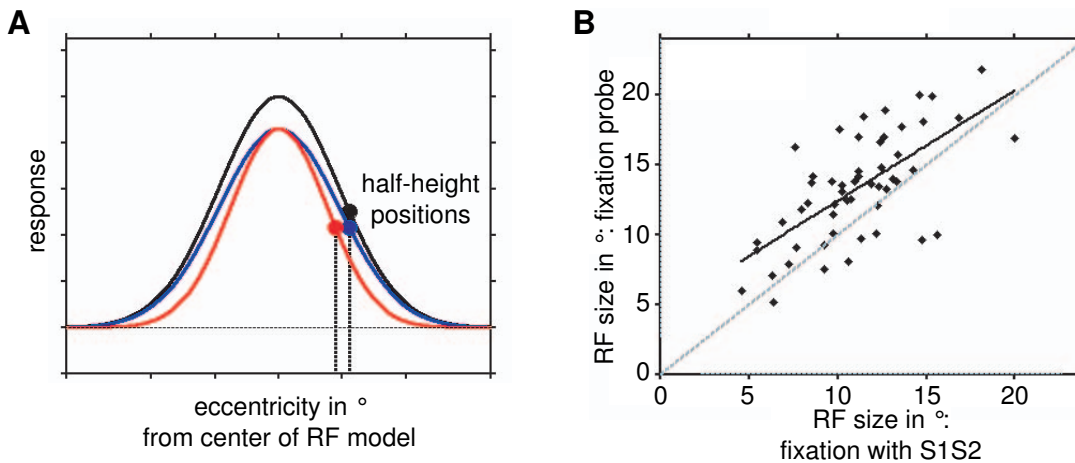 A
response
half-height
positions
eccentricity in °
from center of RF model
B
RF size in °: fixation probe
20
15
10
5
0
0
5
10
15
20
RF size in °:
fixation with S1S2